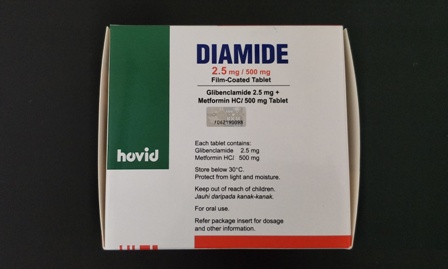 DIAMIDE
2.5 mg / 500 mg
Film-Coated Tablet
Glibenclamide 2.5 mg +
Metformin HCl 500 mg Tablet
hovid
Each tablet contains:
Glibenclamide 2.5 mg
Metformin HCl 500 mg
Store below 30°C.
Protect from light and moisture.
Keep out of reach of children.
Jauhi daripada kanak-kanak.
For oral use.
Refer package insert for dosage
and other information.